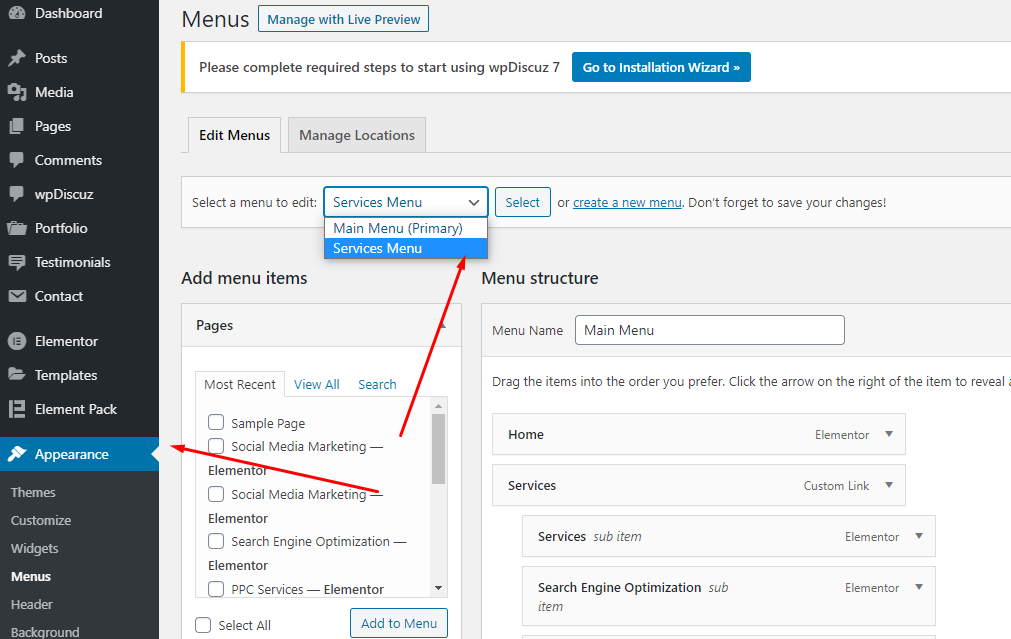 Dashboard
Posts
Media
Pages
Comments
wpDiscuz
Portfolio
Testimonials
Contact
Elementor
Templates
Element Pack
Appearance
Themes
Customize
Widgets
Menus
Header
Background
Menus
Manage with Live Preview
Please complete required steps to start using wpDiscuz 7
Go to Installation Wizard »
Edit Menus
Manage Locations
Select a menu to edit:
Services Menu
Select
or create a new menu. Don't forget to save your changes!
Main Menu (Primary)
Services Menu
Add menu items
Pages
Most Recent
View All
Search
Sample Page
Social Media Marketing —
Elementor
Social Media Marketing —
Elementor
Search Engine Optimization —
Elementor
PPC Services — Elementor
Select All
Add to Menu
Menu structure
Menu Name
Main Menu
Drag the items into the order you prefer. Click the arrow on the right of the item to reveal a
Home
Elementor
Services
Custom Link
Services sub item
Elementor
Search Engine Optimization sub
item
Elementor